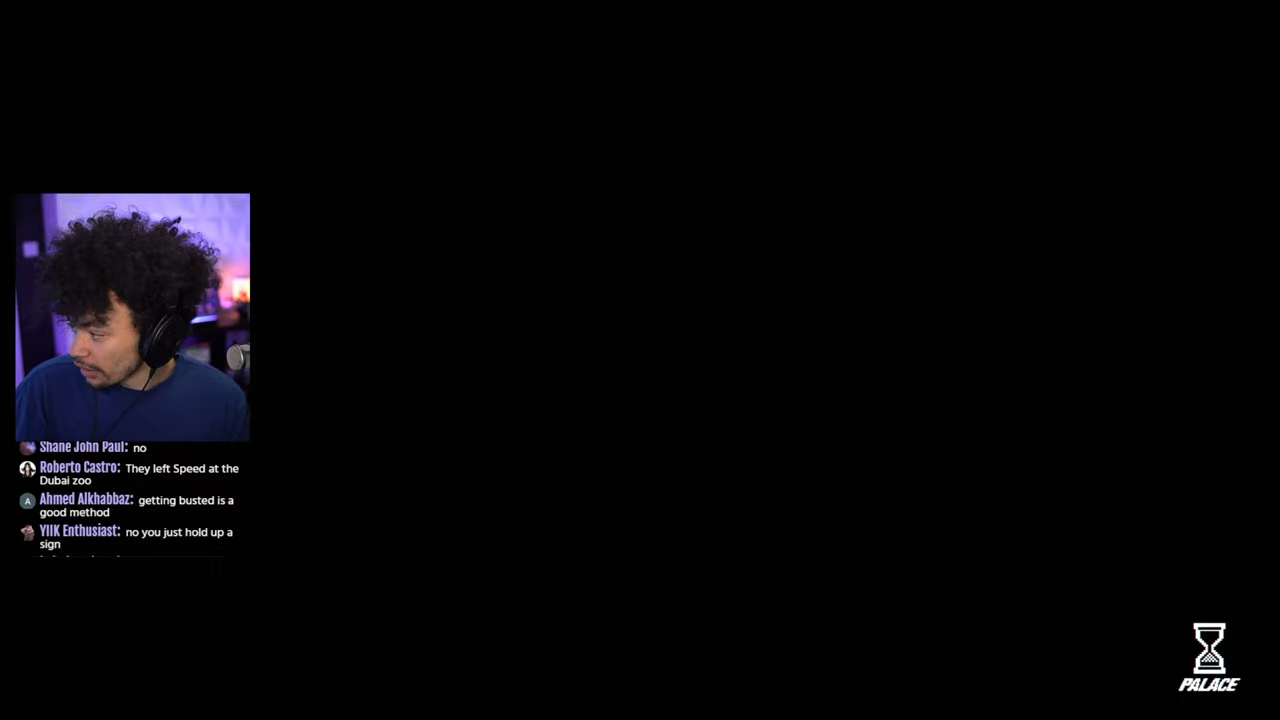 Shane John Paul: no
Roberto Castro: They left Speed at the
Dubai zoo
A Ahmed Alkhabbaz: getting busted is a
good method
YIIK Enthusiast: no you just hold up a
sign
PALACE